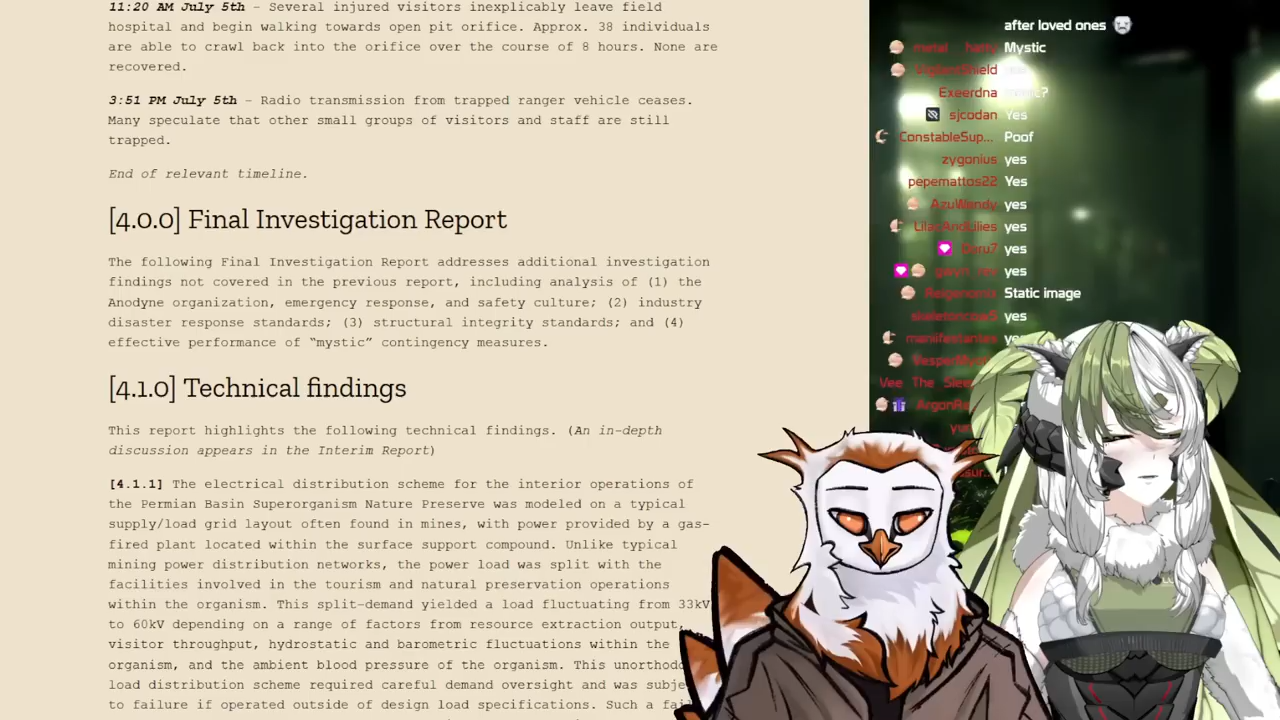 11:20 AM July 5th – Several injured visitors inexplicably leave field
hospital and begin walking towards open pit orifice. Approx. 38 individuals
are able to crawl back into the orifice over the course of 8 hours. None are
recovered.
3:51 PM July 5th – Radio transmission from trapped ranger vehicle ceases.
Many speculate that other small groups of visitors and staff are still
trapped.
End of relevant timeline.
[4.0.0] Final Investigation Report
The following Final Investigation Report addresses additional investigation
findings not covered in the previous report, including analysis of (1) the
Anodyne organization, emergency response, and safety culture; (2) industry
disaster response standards; (3) structural integrity standards; and (4)
effective performance of “mystic” contingency measures.
[4.1.0] Technical findings
This report highlights the following technical findings. (An in-depth
discussion appears in the Interim Report)
[4.1.1] The electrical distribution scheme for the interior operations of
the Permian Basin Superorganism Nature Preserve was modeled on a typical
supply/load grid layout often found in mines, with power provided by a gas-
fired plant located within the surface support compound. Unlike typical
mining power distribution networks, the power load was split with the
facilities involved in the tourism and natural preservation operations
within the organism. This split-demand yielded a load fluctuating from 33kV
to 60kV depending on a range of factors from resource extraction output,
visitor throughput, hydrostatic and barometric fluctuations within the
organism, and the ambient blood pressure of the organism. This
load distribution scheme required careful demand oversight and was
to failure if operated outside of design load specifications. Such a
after loved ones
metal Mystic
VigilantShield
Exeerdna
sjcodan Yes
ConstableSup... Poof
zygonius yes
pepemattos22 Yes
AzuWendy yes
LilacAndLilies yes
Duru7 yes
yes
Static image
yes
Vee The